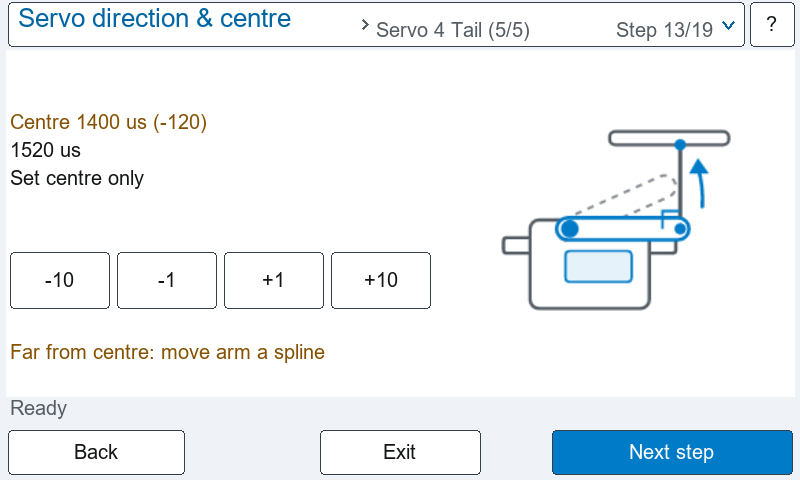 Servo direction & centre
> Servo 4 Tail (5/5)
Step 13/19
?
Centre 1400 us (-120)
1520 us
Set centre only
-10
-1
+1
+10
Far from centre: move arm a spline
Ready
Back
Exit
Next step